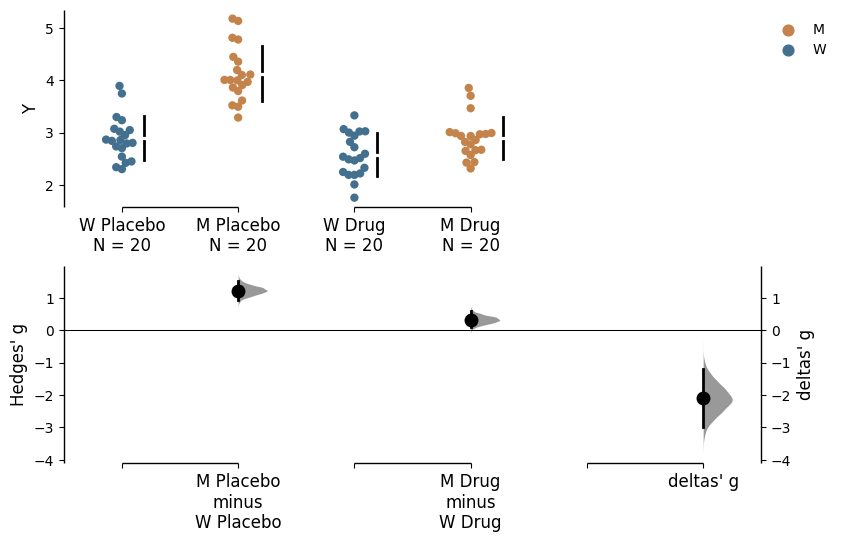 M
W
5
4
3
2
Y
W Placebo
N = 20
M Placebo
N = 20
W Drug
N = 20
M Drug
N = 20
1
0
−1
−2
−3
−4
Hedges' g
1
0
−1
−2
−3
−4
deltas' g
M Placebo
minus
W Placebo
M Drug
minus
W Drug
deltas' g